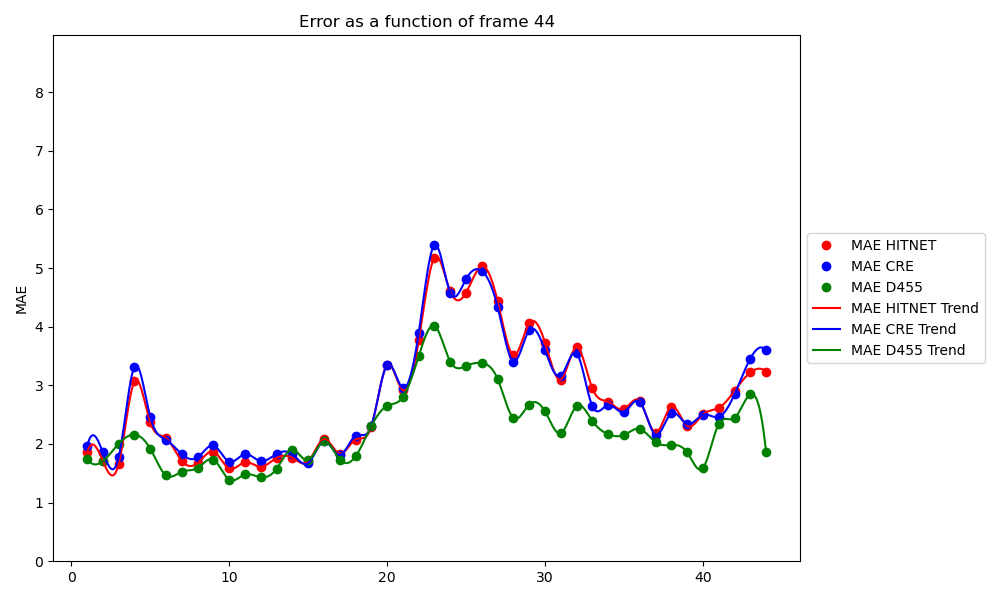 Error as a function of frame 44
MAE
8
7
6
5
4
3
2
1
0
0 10 20 30 40
MAE HITNET
MAE CRE
MAE D455
MAE HITNET Trend
MAE CRE Trend
MAE D455 Trend